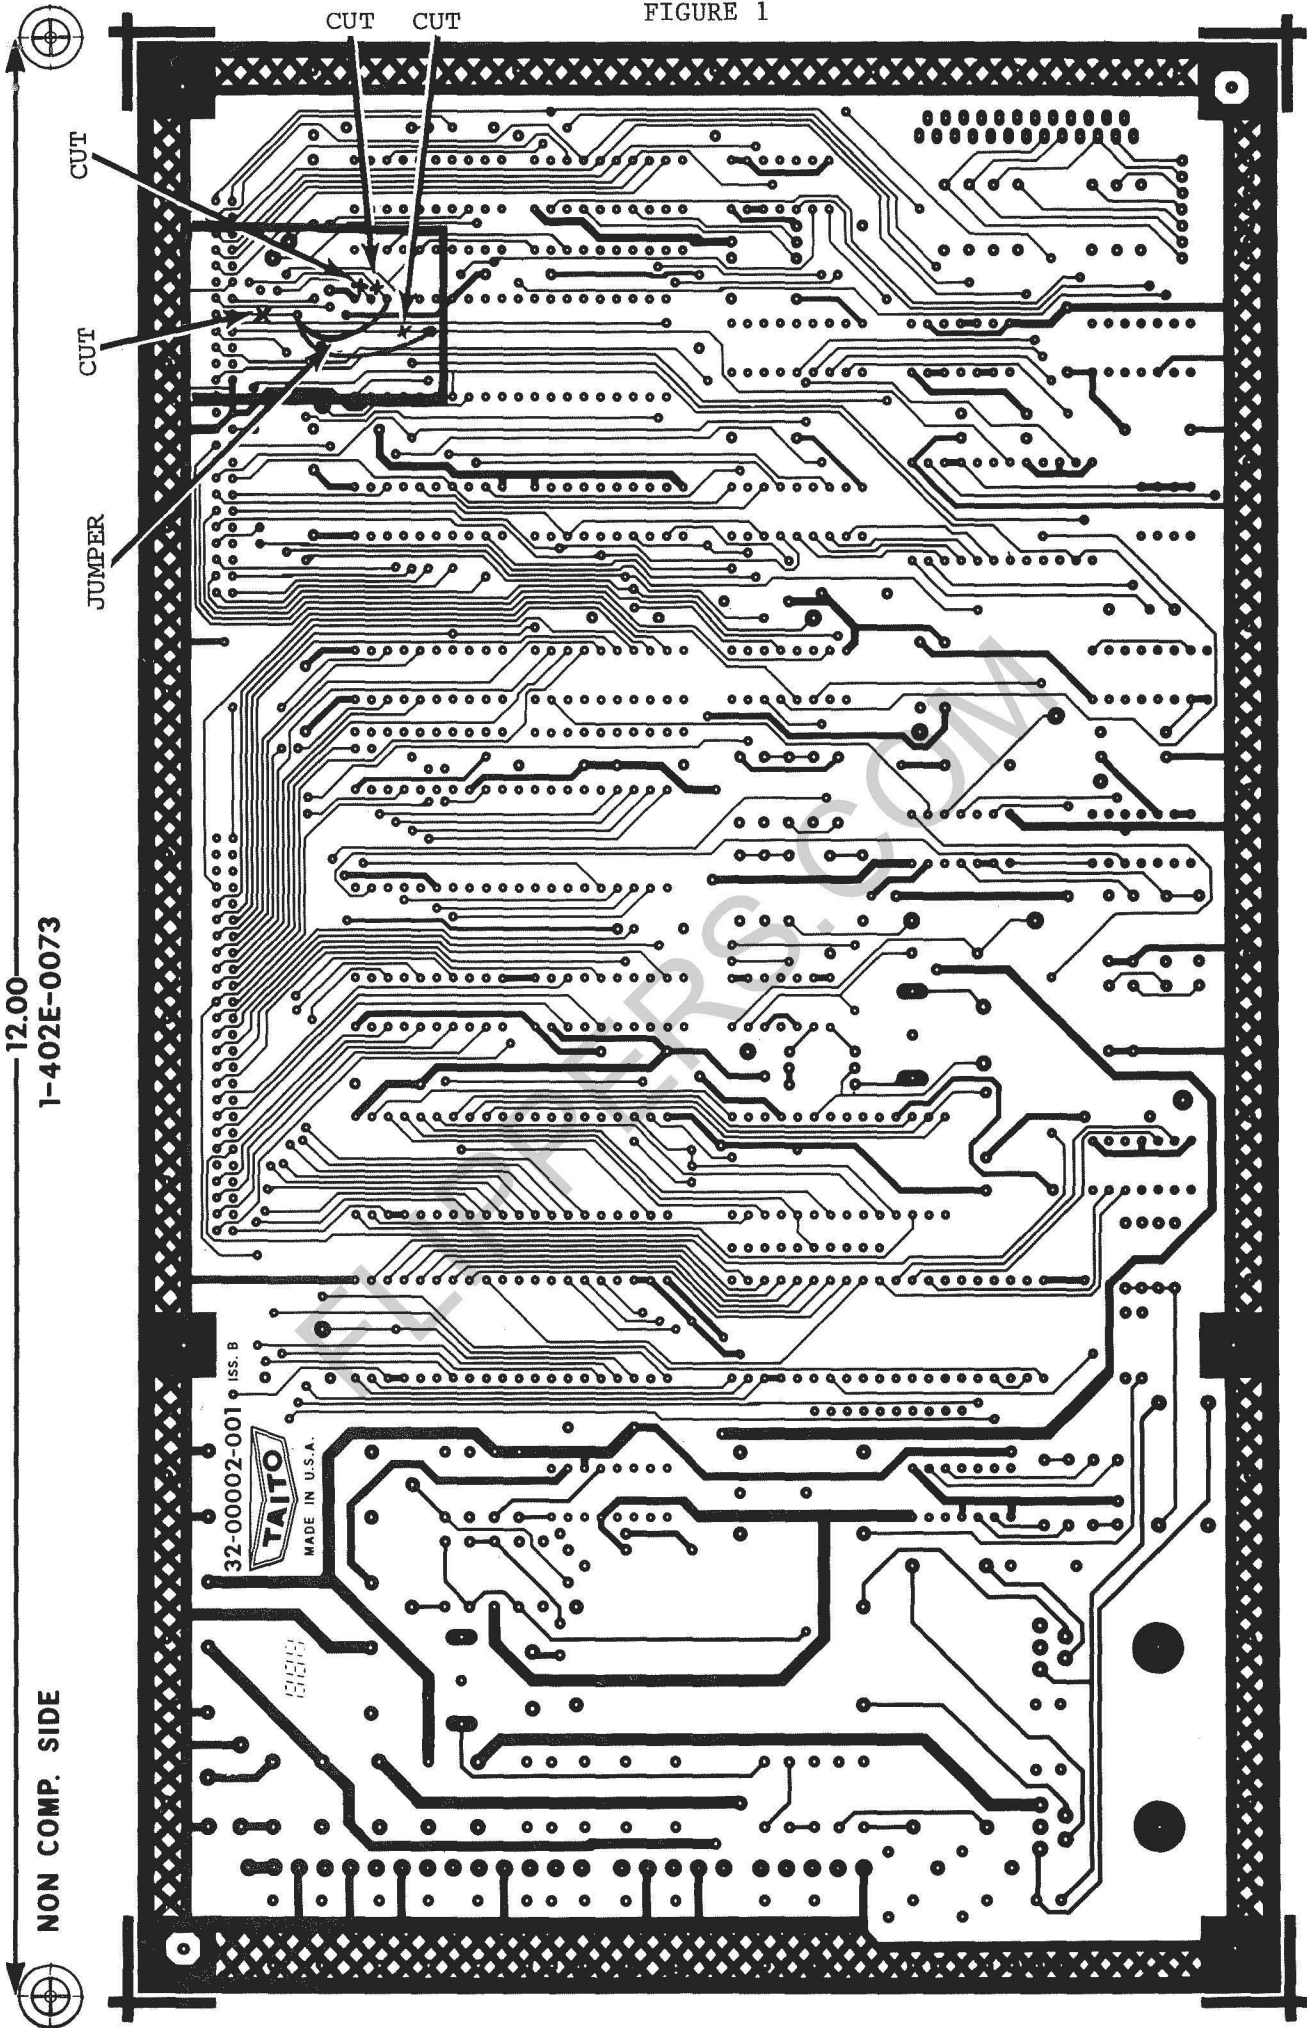 FIGURE 1
CUT
CUT
CUT
CUT
JUMPER
12.00
1-402E-0073
NON COMP. SIDE
32-00002-001 ISS. B
TAITO
MADE IN U.S.A.
FLIPPERS.COM